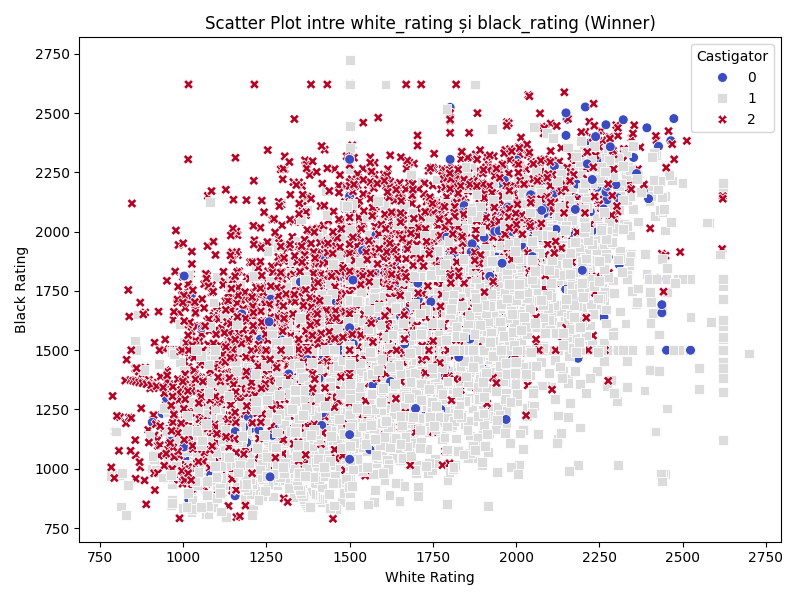 Scatter Plot intre white_rating și black_rating (Winner)
Castigator
0
1
2
2750
2500
2250
2000
1750
1500
1250
1000
750
Black Rating
750 1000 1250 1500 1750 2000 2250 2500 2750
White Rating